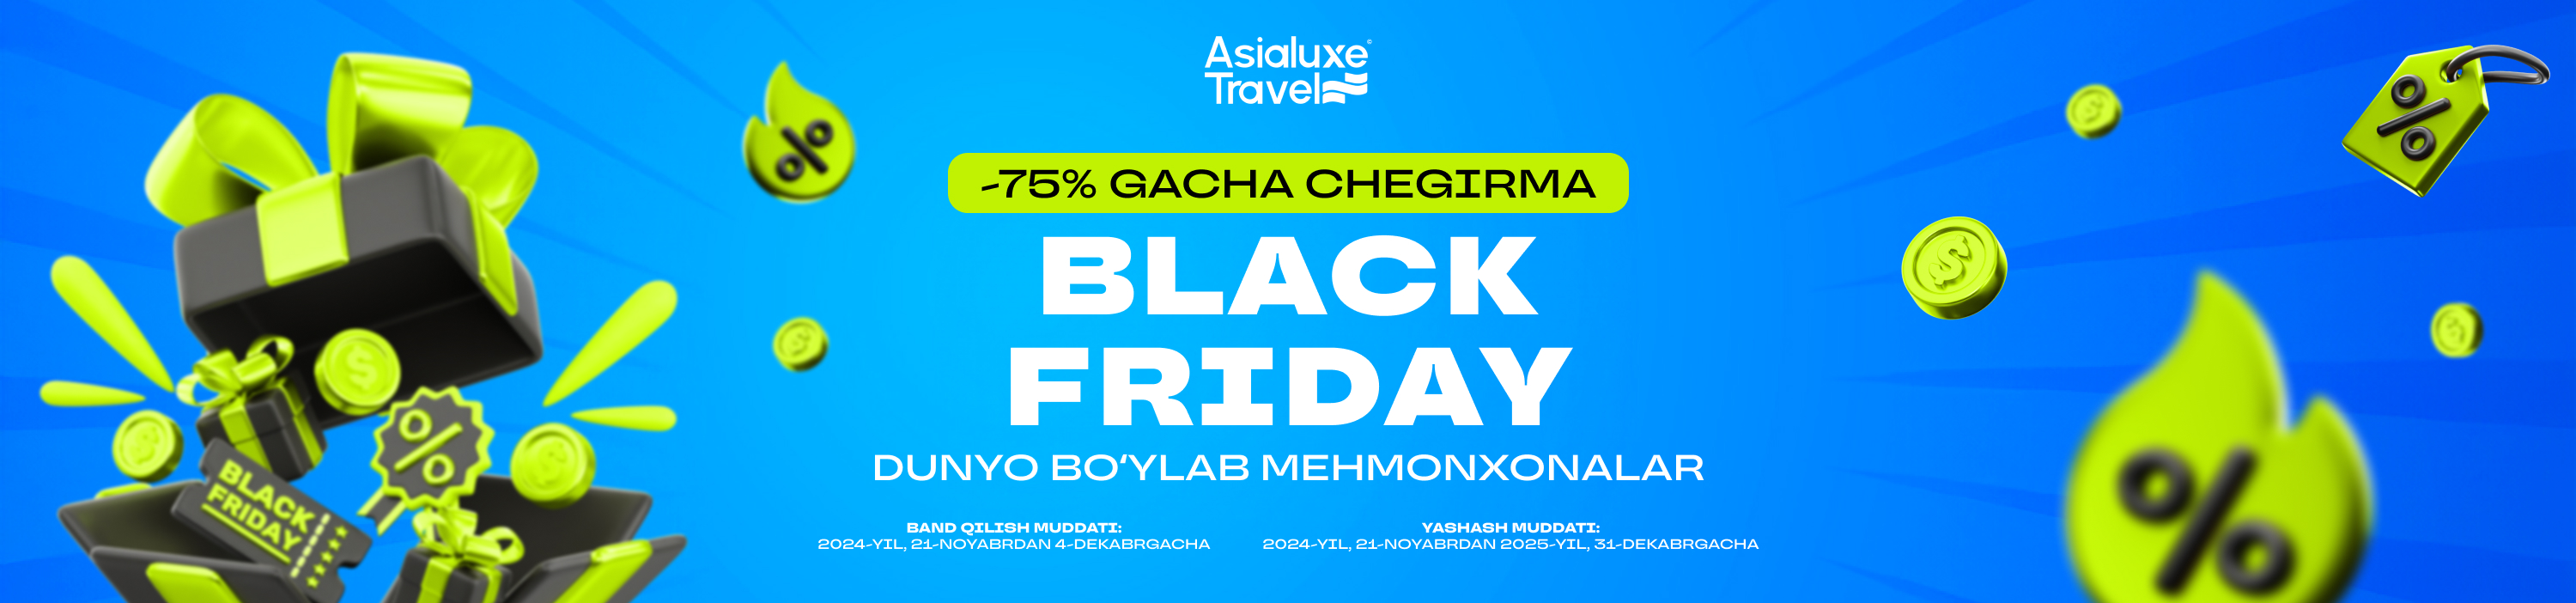 Asialuxe
Travel
-75% GACHA CHEGIRMA
BLACK
FRIDAY
DUNYO BO‘YLAB MEHMONXONALAR
BAND QILISH MUDDATI:
2024-YIL, 21-NOYABRDAN 4-DEKABRGACHA
YASHASH MUDDATI:
2024-YIL, 21-NOYABRDAN 2025-YIL, 31-DEKABRGACHA
BLACK
FRIDAY